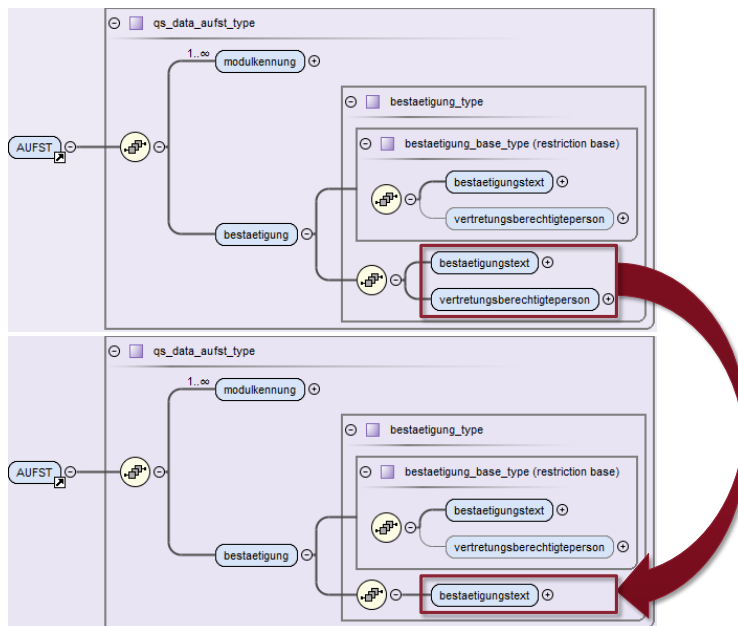 qs_data_aufst_type
1..∞
modulkennung
bestaetigung_type
AUFST
bestaetigung_base_type (restriction base)
bestaetigungstext
vertretungsberechtigteperson
bestaetigung
bestaetigungstext
vertretungsberechtigteperson
qs_data_aufst_type
1..∞
modulkennung
bestaetigung_type
AUFST
bestaetigung_base_type (restriction base)
bestaetigungstext
vertretungsberechtigteperson
bestaetigung
bestaetigungstext